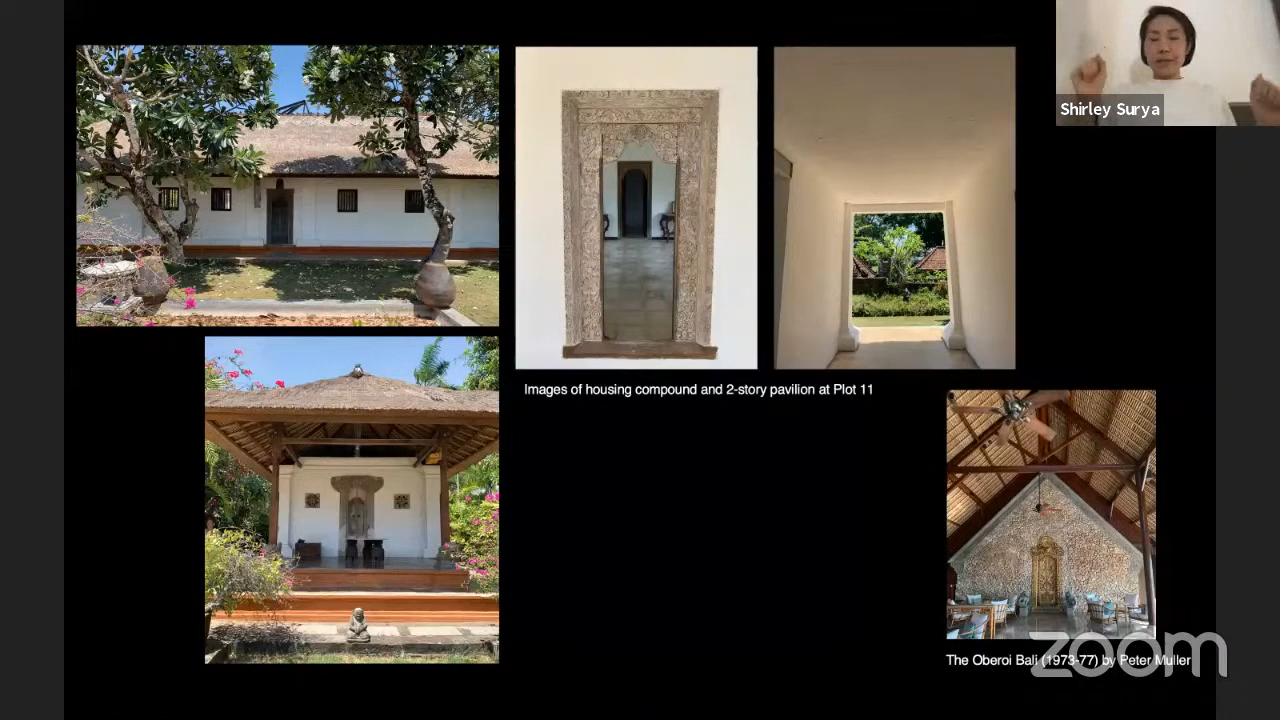 Shirley Surya
Images of housing compound and 2-story pavilion at Plot 11
The Oberoi Bali (1973-77) by Peter Muller
zoom